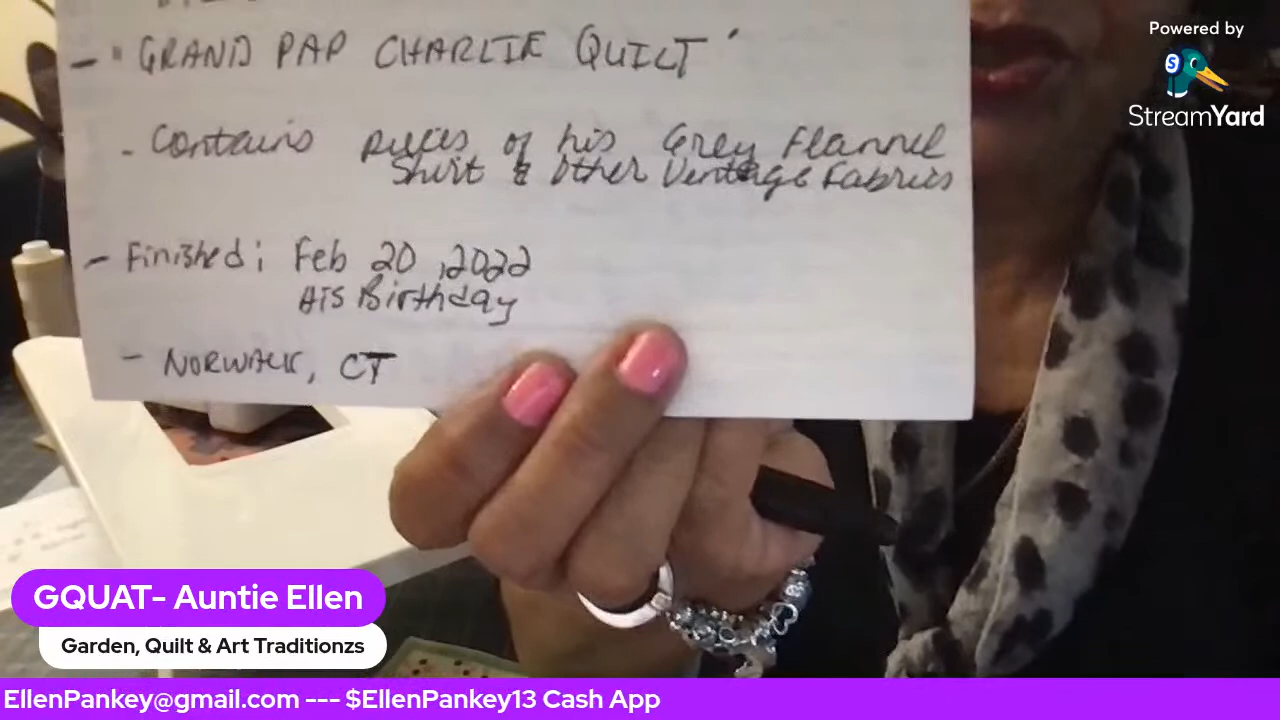 Powered by
StreamYard
- "GRAND PAP CHARLIE QUILT"
- Contains pieces of his Grey Flannel
Shirt & Other Ventage Fabrics
- Finished; Feb 20, 2022
His Birthday
- NORWALK, CT
GQUAT- Auntie Ellen
Garden, Quilt & Art Traditionzs
EllenPankey@gmail.com --- $EllenPankey13 Cash App